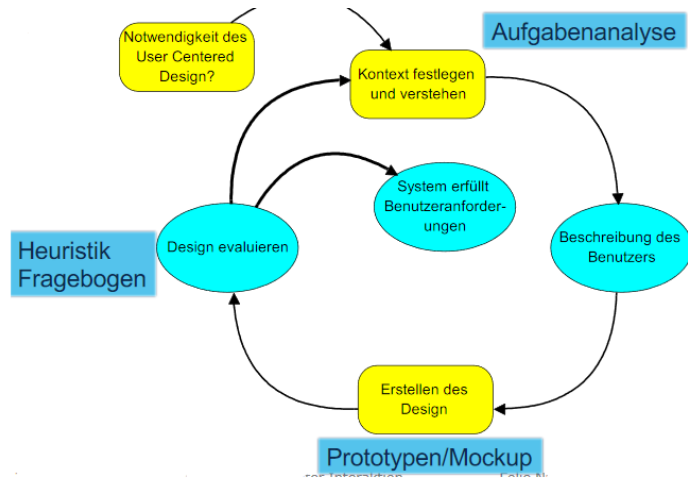 Notwendigkeit des
User Centered
Design?
Aufgabenanalyse
Kontext festlegen
und verstehen
System erfüllt
Benutzeranforder-
ungen
Design evaluieren
Heuristik
Fragebogen
Beschreibung des
Benutzers
Erstellen des
Design
Prototypen/Mockup